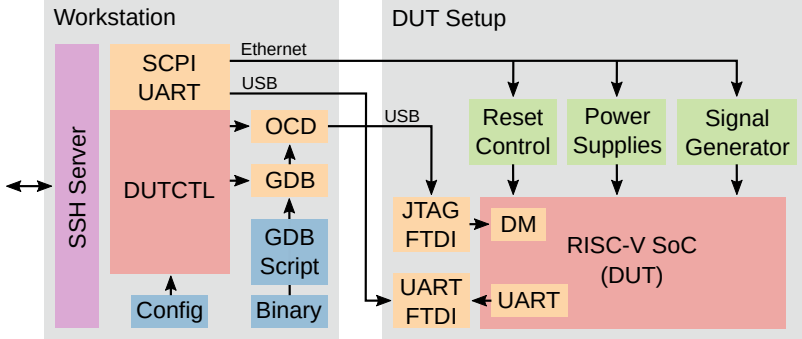 Workstation
DUT Setup
SSH Server
SCPI
UART
Ethernet
USB
DUTCTL
OCD
USB
GDB
GDB
Script
Config
Binary
Reset
Control
Power
Supplies
Signal
Generator
JTAG
FTDI
DM
RISC-V SoC
(DUT)
UART
FTDI
UART